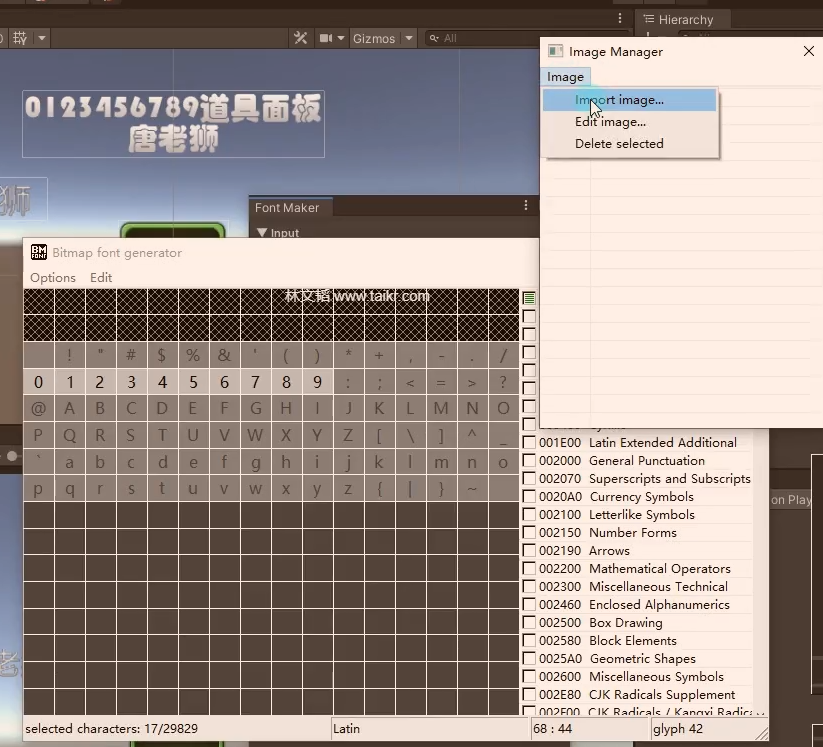 Hierarchy
Gizmos
All
Image Manager
Image
Import image...
Edit image...
Delete selected
0123456789道具面板
唐老狮
Font Maker
Input
Bitmap font generator
Options Edit
林文韬 www.taikr.com
! " # $ % & ' ( ) * + , - . /
0 1 2 3 4 5 6 7 8 9 : ; < = > ?
@ A B C D E F G H I J K L M N O
P Q R S T U V W X Y Z [ \ ] ^ _
` a b c d e f g h i j k l m n o
p q r s t u v w x y z { | } ~
001E00 Latin Extended Additional
002000 General Punctuation
002070 Superscripts and Subscripts
0020A0 Currency Symbols
002100 Letterlike Symbols
002150 Number Forms
002190 Arrows
002200 Mathematical Operators
002300 Miscellaneous Technical
002460 Enclosed Alphanumerics
002500 Box Drawing
002580 Block Elements
0025A0 Geometric Shapes
002600 Miscellaneous Symbols
002E80 CJK Radicals Supplement
002F00 CJK Radicals / Kangxi Radica
on Play
selected characters: 17/29829
Latin
68 : 44
glyph 42